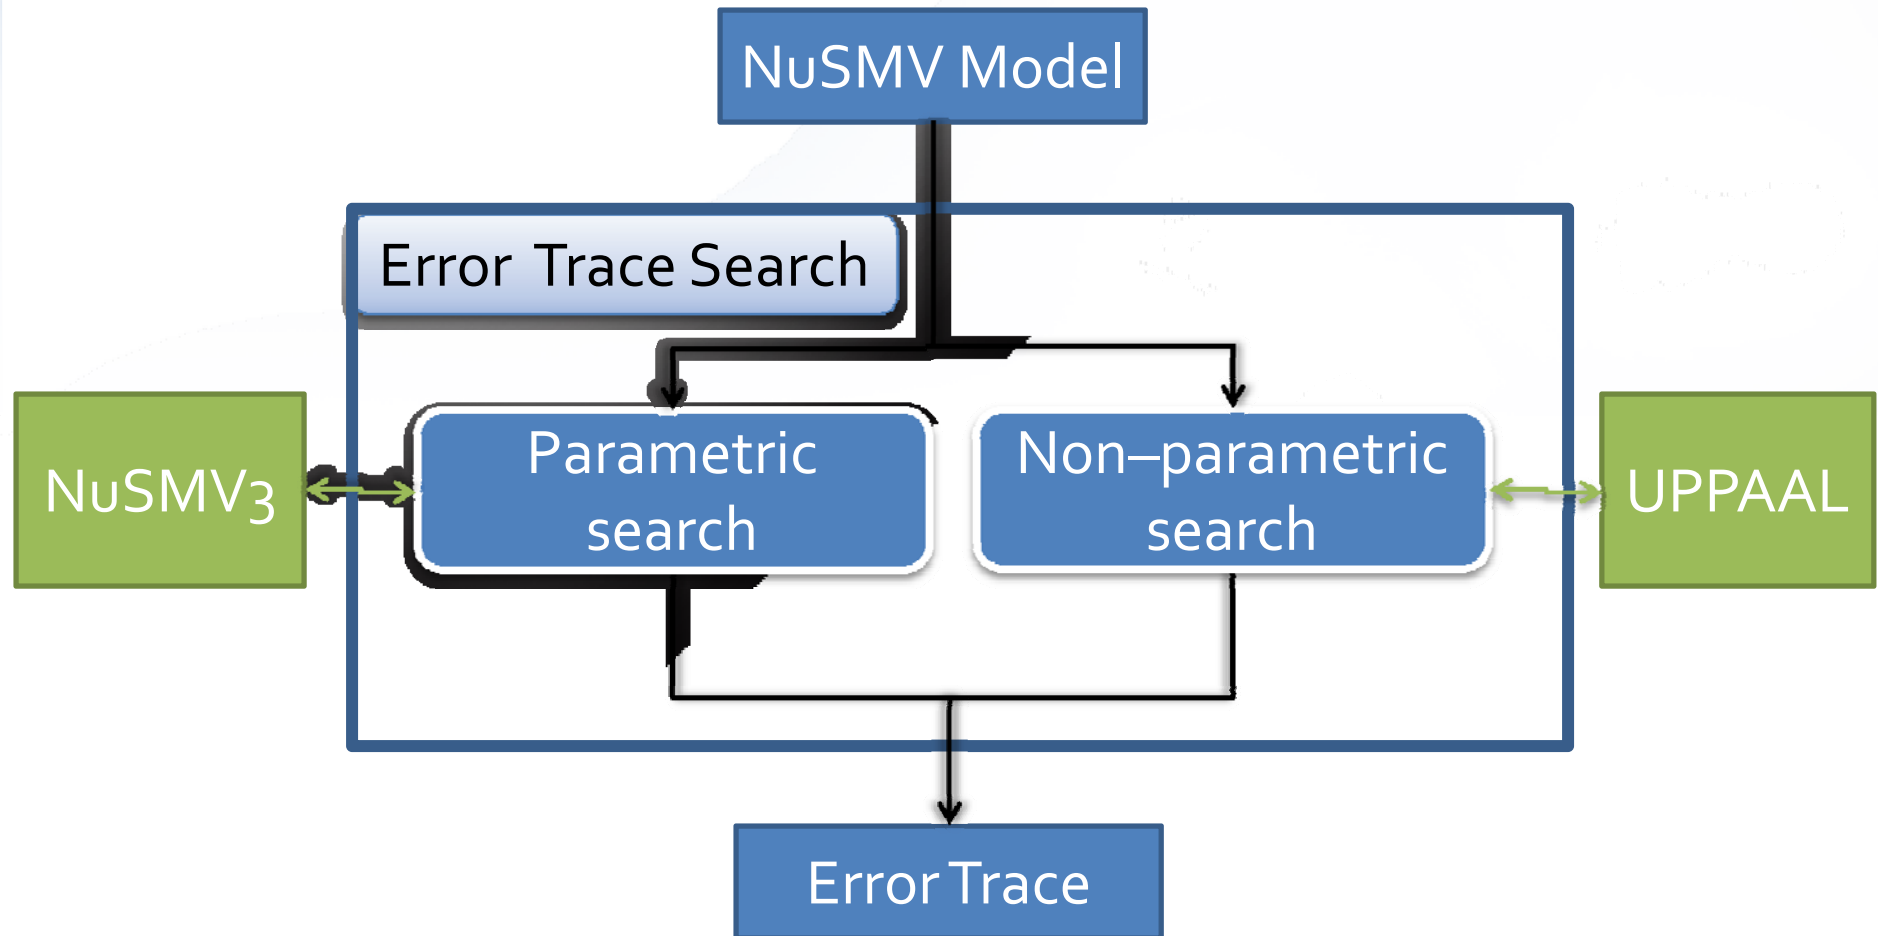 NuSMV Model
Error Trace Search
Parametric
search
Non–parametric
search
NuSMV3
UPPAAL
Error Trace